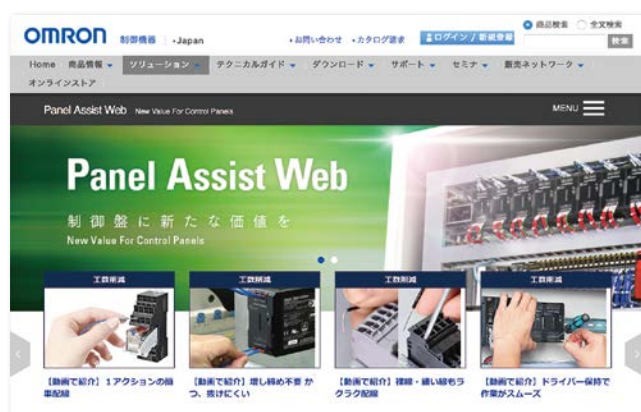 OMRON 制御機器 Japan
お問い合わせ カタログ請求 ログイン / 新規登録
商品検索 全文検索
検索
Home 商品情報 ソリューション テクニカルガイド ダウンロード サポート セミナ 販売ネットワーク
オンラインストア
Panel Assist Web New Value For Control Panels
MENU
Panel Assist Web
制御盤に新たな価値を
New Value For Control Panels
工数削減
【動画で紹介】1アクションの簡
単配線
工数削減
【動画で紹介】増し締め不要 か
つ、抜けにくい
工数削減
【動画で紹介】裸線・細い線もラ
クラク配線
工数削減
【動画で紹介】ドライバー保持で
作業がスムーズ